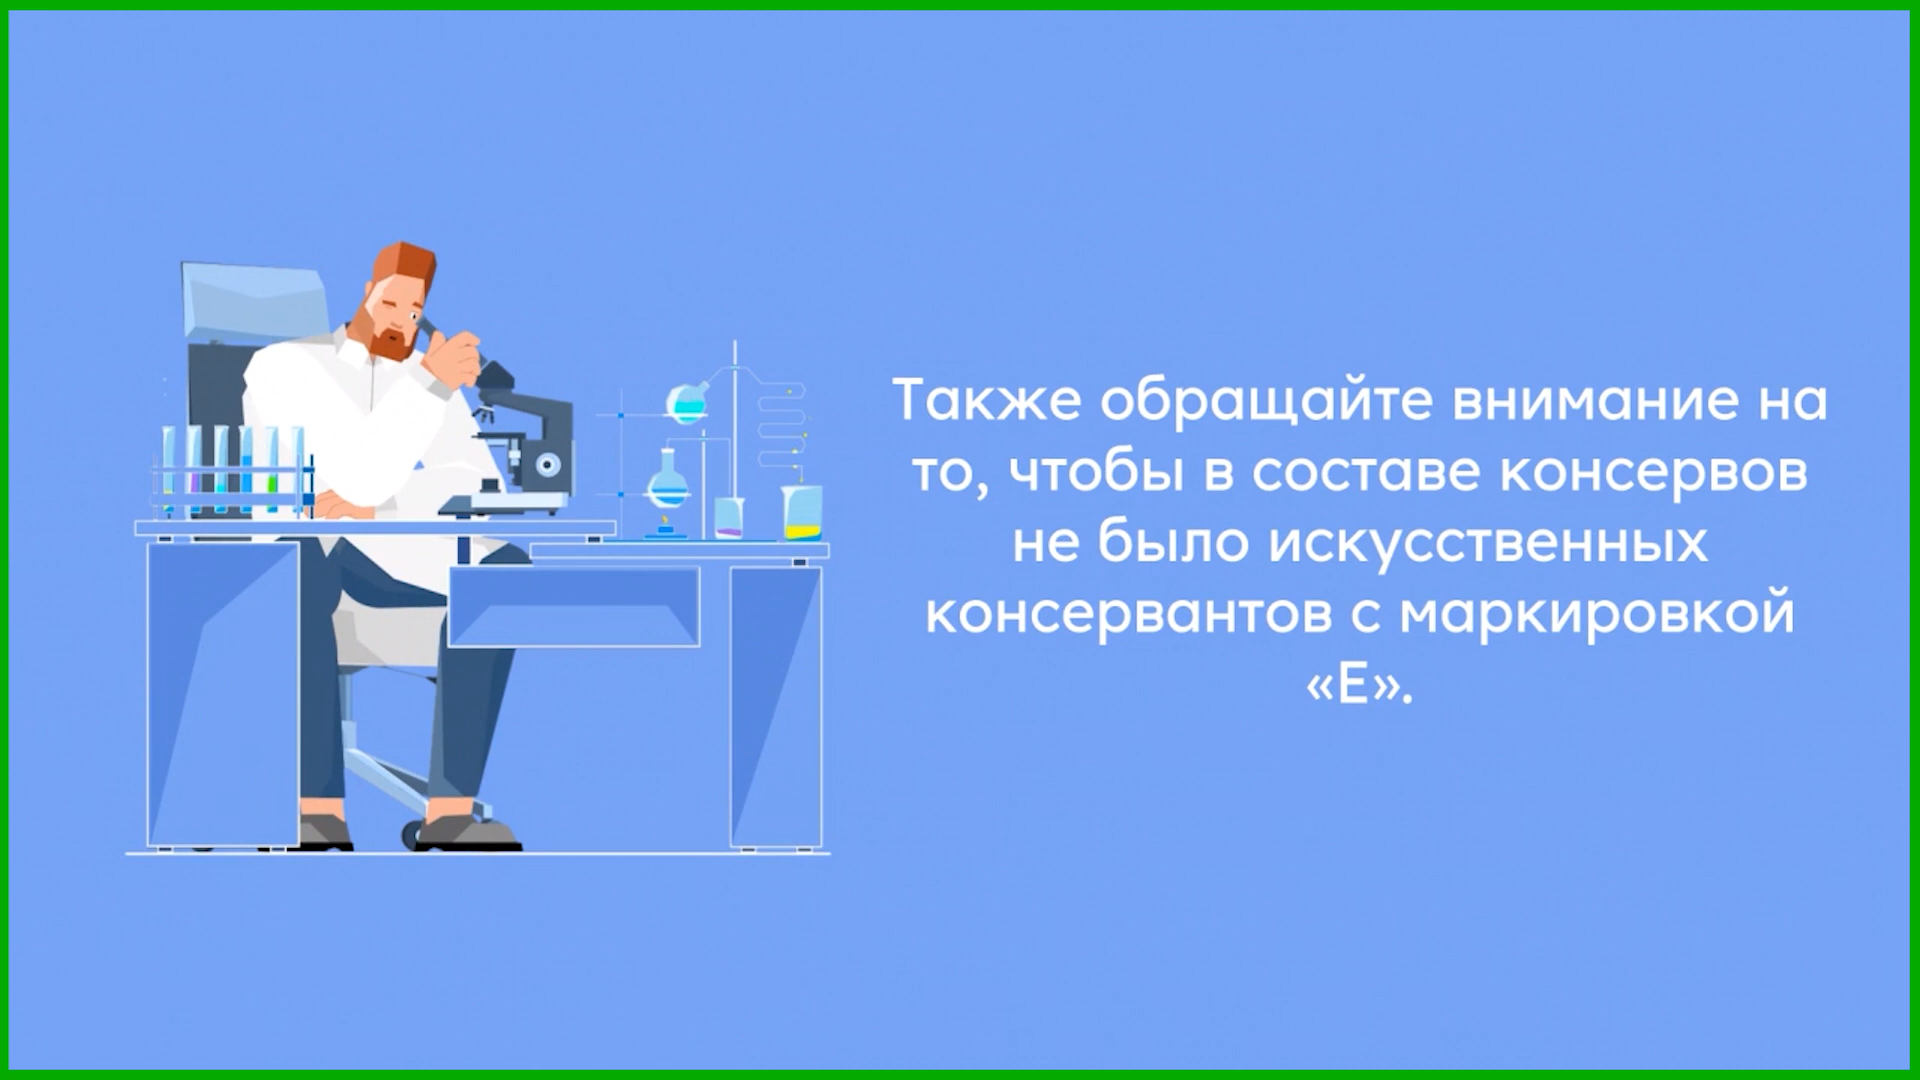 Также обращайте внимание на
то, чтобы в составе консервов
не было искусственных
консервантов с маркировкой
«Е».